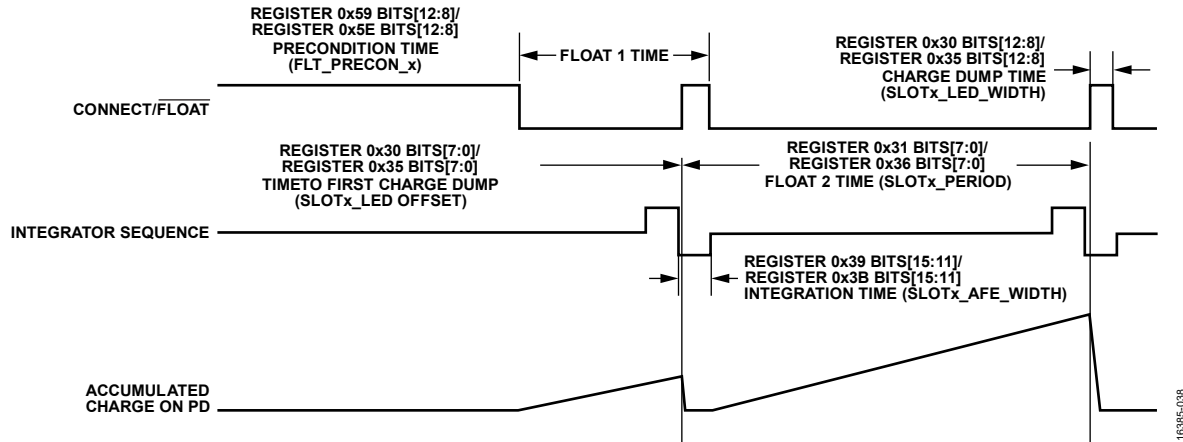 REGISTER 0x59 BITS[12:8]/
REGISTER 0x5E BITS[12:8]
PRECONDITION TIME
(FLT_PRECON_x)
FLOAT 1 TIME
REGISTER 0x30 BITS[12:8]/
REGISTER 0x35 BITS[12:8]
CHARGE DUMP TIME
(SLOTx_LED_WIDTH)
CONNECT/FLOAT
REGISTER 0x30 BITS[7:0]/
REGISTER 0x35 BITS[7:0]
TIMETO FIRST CHARGE DUMP
(SLOTx_LED OFFSET)
REGISTER 0x31 BITS[7:0]/
REGISTER 0x36 BITS[7:0]
FLOAT 2 TIME (SLOTx_PERIOD)
INTEGRATOR SEQUENCE
REGISTER 0x39 BITS[15:11]/
REGISTER 0x3B BITS[15:11]
INTEGRATION TIME (SLOTx_AFE_WIDTH)
ACCUMULATED
CHARGE ON PD
16385-038